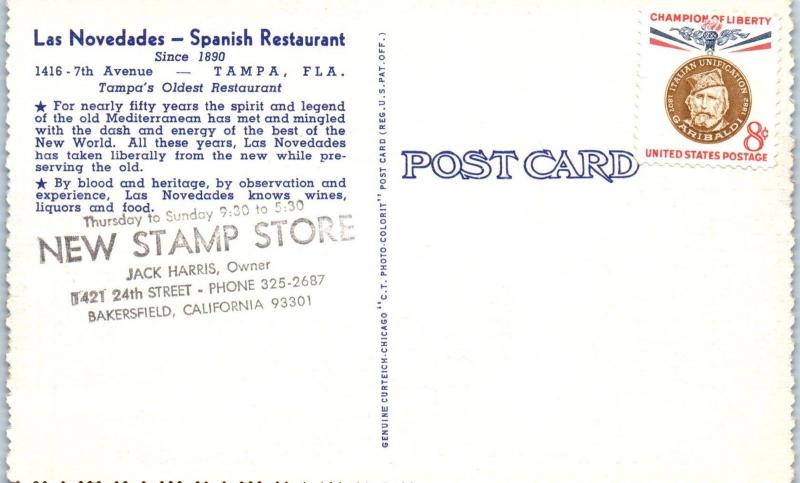 Las Novedades — Spanish Restaurant
Since 1890
1416 - 7th Avenue — TAMPA, FLA.
Tampa's Oldest Restaurant
★ For nearly fifty years the spirit and legend
of the old Mediterranean has met and mingled
with the dash and energy of the best of the
New World. All these years, Las Novedades
has taken liberally from the new while pre-
serving the old.
★ By blood and heritage, by observation and
experience, Las Novedades knows wines,
liquors and food.
Thursday to Sunday 9:30 to 5:30
NEW STAMP STORE
JACK HARRIS, Owner
1421 24th STREET - PHONE 325-2687
BAKERSFIELD, CALIFORNIA 93301
GENUINE CURTEICH-CHICAGO "C.T. PHOTO-COLORIT" POST CARD (REG. U.S. PAT. OFF.)
POST CARD
CHAMPION OF LIBERTY
ITALIAN UNIFICATION
1807 1882
GARIBALDI
8¢
UNITED STATES POSTAGE